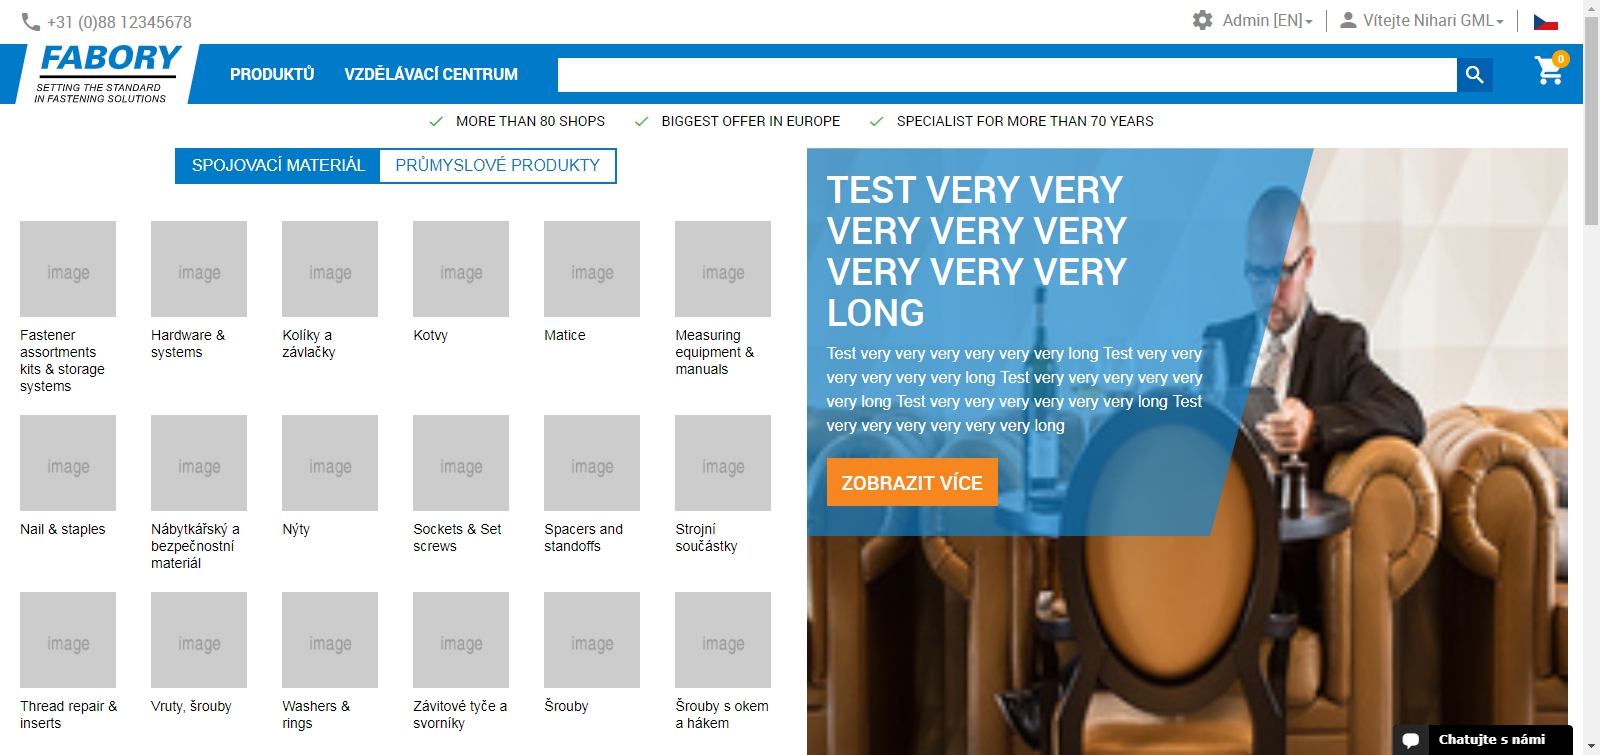 +31 (0)88 12345678
Admin [EN]
Vítejte Nihari GML
FABORY
SETTING THE STANDARD
IN FASTENING SOLUTIONS
PRODUKTŮ
VZDĚLÁVACÍ CENTRUM
0
MORE THAN 80 SHOPS
BIGGEST OFFER IN EUROPE
SPECIALIST FOR MORE THAN 70 YEARS
SPOJOVACÍ MATERIÁL
PRŮMYSLOVÉ PRODUKTY
image
image
image
image
image
image
Fastener
assortments
kits & storage
systems
Hardware &
systems
Kolíky a
závlačky
Kotvy
Matice
Measuring
equipment &
manuals
image
image
image
image
image
image
Nail & staples
Nábytkářský a
bezpečnostní
materiál
Nýty
Sockets & Set
screws
Spacers and
standoffs
Strojní
součástky
image
image
image
image
image
image
Thread repair &
inserts
Vruty, šrouby
Washers &
rings
Závitové tyče a
svorníky
Šrouby
Šrouby s okem
a hákem
TEST VERY VERY
VERY VERY VERY
VERY VERY VERY
LONG
Test very very very very very very long Test very very
very very very very long Test very very very very very
very long Test very very very very very very long Test
very very very very very very long
ZOBRAZIT VÍCE
Chatujte s námi